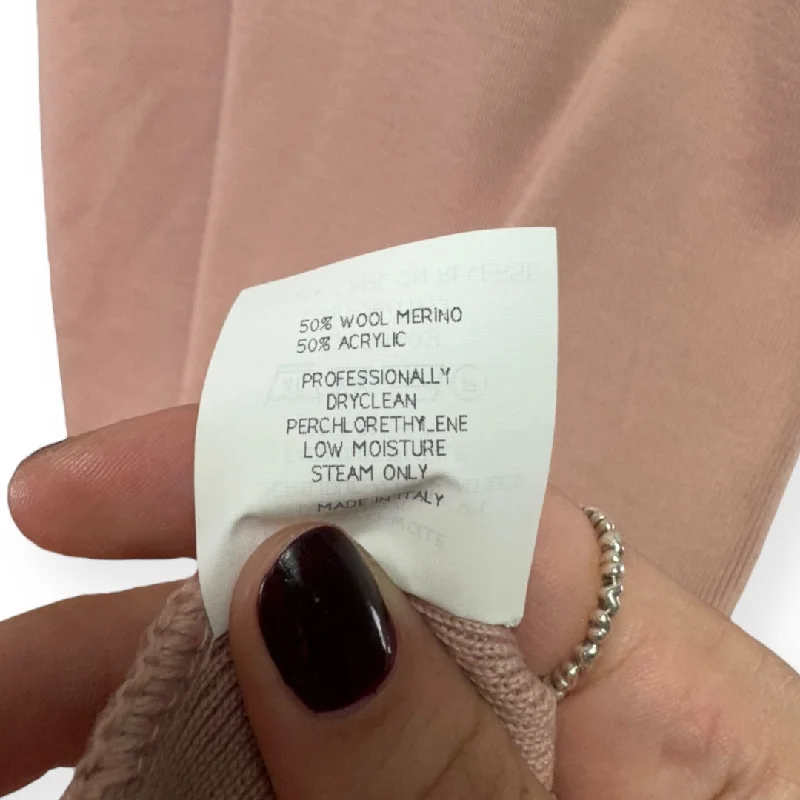 50% WOOL MERINO
50% ACRYLIC
PROFESSIONALLY
DRYCLEAN
PERCHLORETHYLENE
LOW MOISTURE
STEAM ONLY
MADE IN ITALY